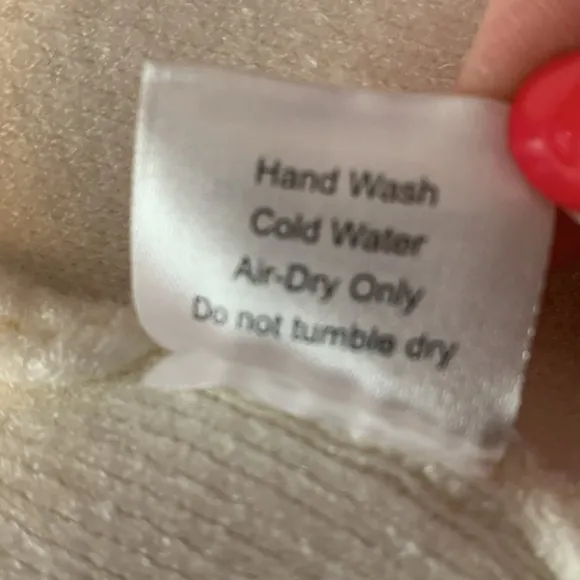 Hand Wash
Cold Water
Air-Dry Only
Do not tumble dry